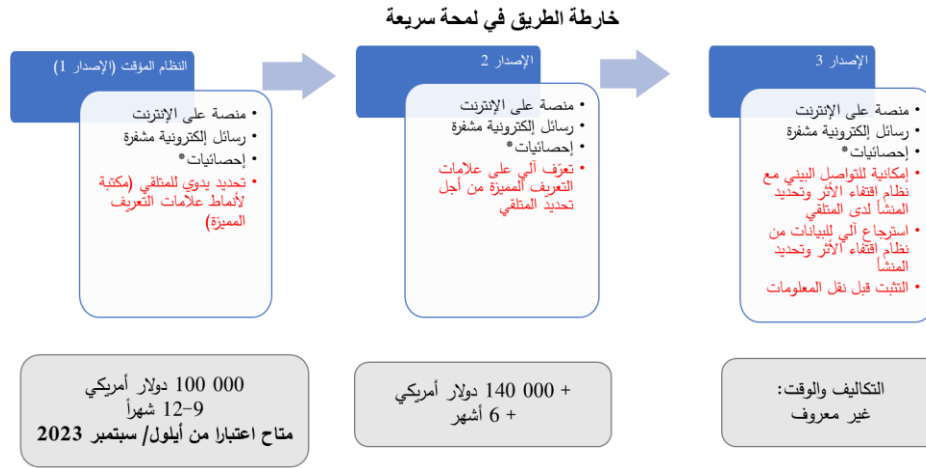 خارطة الطريق في لمحة سريعة
النظام المؤقت (الإصدار 1)
• منصة على الإنترنت
• رسائل إلكترونية مشفرة
• إحصائيات*
• تحديد يدوي للمتلقي (مكتبة
لأنماط علامات التعريف
المميزة)
000 100 دولار أمريكي
9-12 شهراً
متاح اعتبارا من أيلول/ سبتمبر 2023
الإصدار 2
• منصة على الإنترنت
• رسائل إلكترونية مشفرة
• إحصائيات*
• تعرّف آلي على علامات
التعريف المميزة من أجل
تحديد المتلقي
+ 000 140 دولار أمريكي
+ 6 أشهر
الإصدار 3
• منصة على الإنترنت
• رسائل إلكترونية مشفرة
• إحصائيات*
• إمكانية للتواصل البيني مع
نظام اقتفاء الأثر وتحديد
المنشأ لدى المتلقي
• استرجاع آلي للبيانات من
نظام اقتفاء الأثر وتحديد
المنشأ
• التثبت قبل نقل المعلومات
التكاليف والوقت:
غير معروف